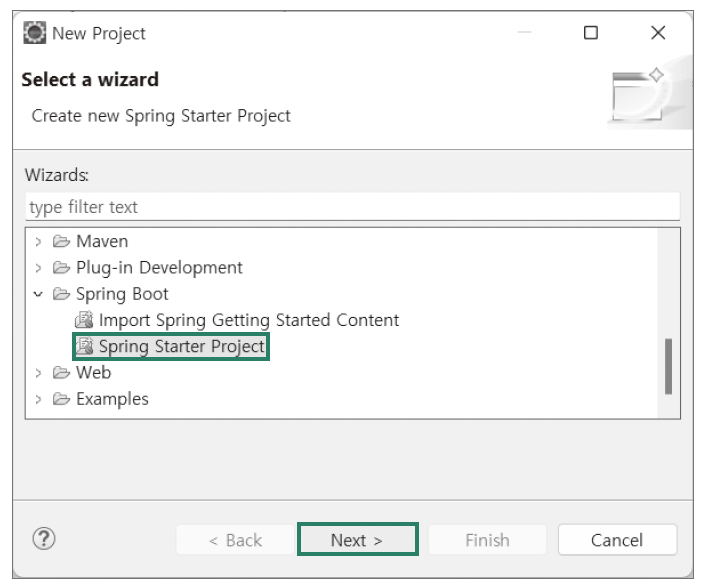 New Project
Select a wizard
Create new Spring Starter Project
Wizards:
type filter text
Maven
Plug-in Development
Spring Boot
Import Spring Getting Started Content
Spring Starter Project
Web
Examples
?
< Back
Next >
Finish
Cancel